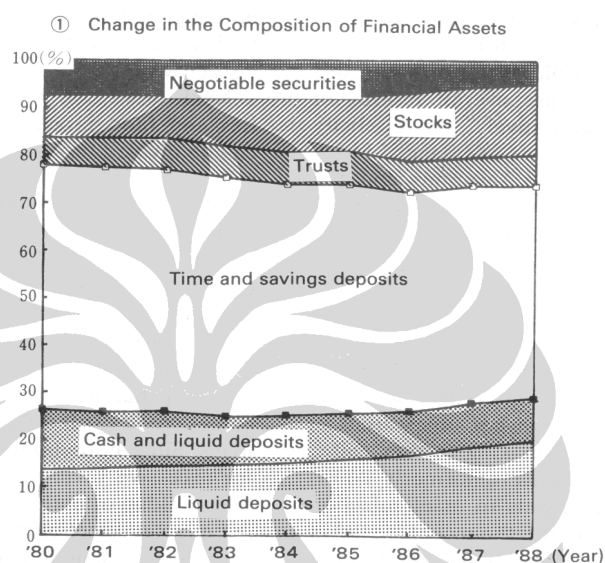 ① Change in the Composition of Financial Assets
100(%)
Negotiable securities
90
Stocks
80
Trusts
70
60
Time and savings deposits
50
40
30
20
Cash and liquid deposits
10
Liquid deposits
0
'80 '81 '82 '83 '84 '85 '86 '87 '88 (Year)